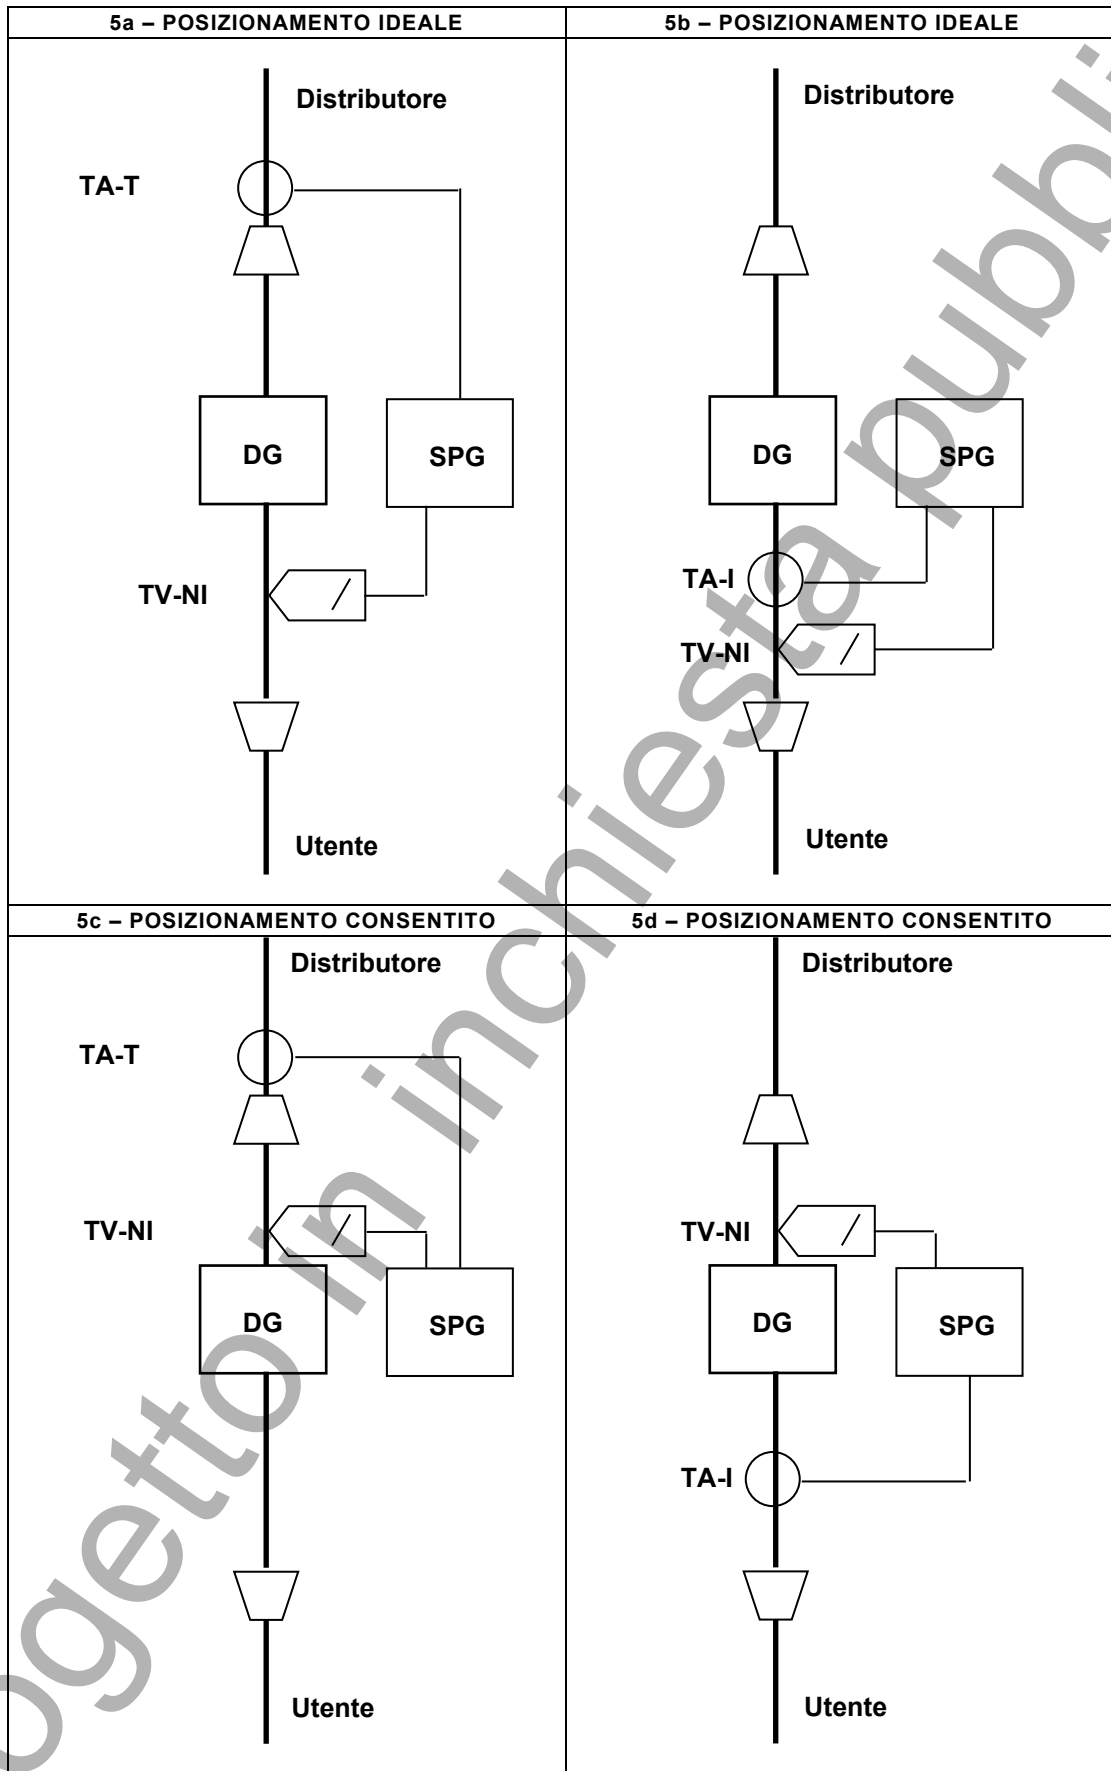 5a – POSIZIONAMENTO IDEALE
Distributore
TA-T
DG
SPG
TV-NI
Utente
5b – POSIZIONAMENTO IDEALE
Distributore
DG
SPG
TA-I
TV-NI
Utente
5c – POSIZIONAMENTO CONSENTITO
Distributore
TA-T
TV-NI
DG
SPG
Utente
5d – POSIZIONAMENTO CONSENTITO
Distributore
TV-NI
DG
SPG
TA-I
Utente
ogetto in inchiesta pubbli